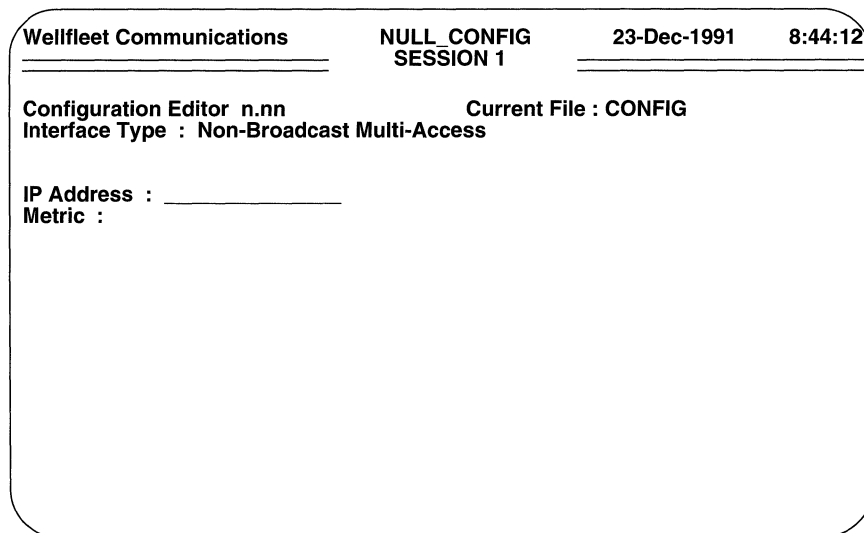 Wellfleet Communications NULL_CONFIG 23-Dec-1991 8:44:12
SESSION 1
Configuration Editor n.nn Current File : CONFIG
Interface Type : Non-Broadcast Multi-Access
IP Address : _______________
Metric :